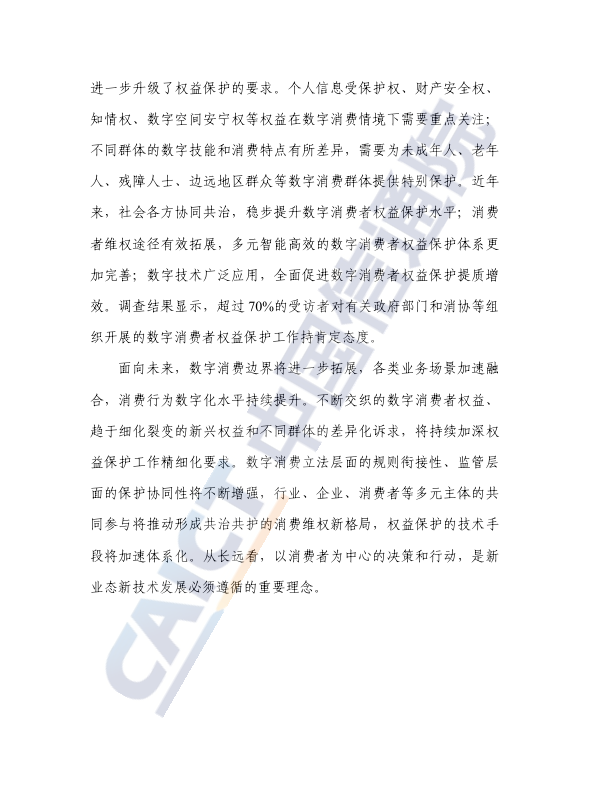 进一步升级了权益保护的要求。个人信息受保护权、财产安全权、
知情权、数字空间安宁权等权益在数字消费情境下需要重点关注；
不同群体的数字技能和消费特点有所差异，需要为未成年人、老年
人、残障人士、边远地区群众等数字消费群体提供特别保护。近年
来，社会各方协同共治，稳步提升数字消费者权益保护水平；消费
者维权途径有效拓展，多元智能高效的数字消费者权益保护体系更
加完善；数字技术广泛应用，全面促进数字消费者权益保护提质增
效。调查结果显示，超过 70%的受访者对有关政府部门和消协等组
织开展的数字消费者权益保护工作持肯定态度。
面向未来，数字消费边界将进一步拓展，各类业务场景加速融
合，消费行为数字化水平持续提升。不断交织的数字消费者权益、
趋于细化裂变的新兴权益和不同群体的差异化诉求，将持续加深权
益保护工作精细化要求。数字消费立法层面的规则衔接性、监管层
面的保护协同性将不断增强，行业、企业、消费者等多元主体的共
同参与将推动形成共治共护的消费维权新格局，权益保护的技术手
段将加速体系化。从长远看，以消费者为中心的决策和行动，是新
业态新技术发展必须遵循的重要理念。
CAICT 中国信通院